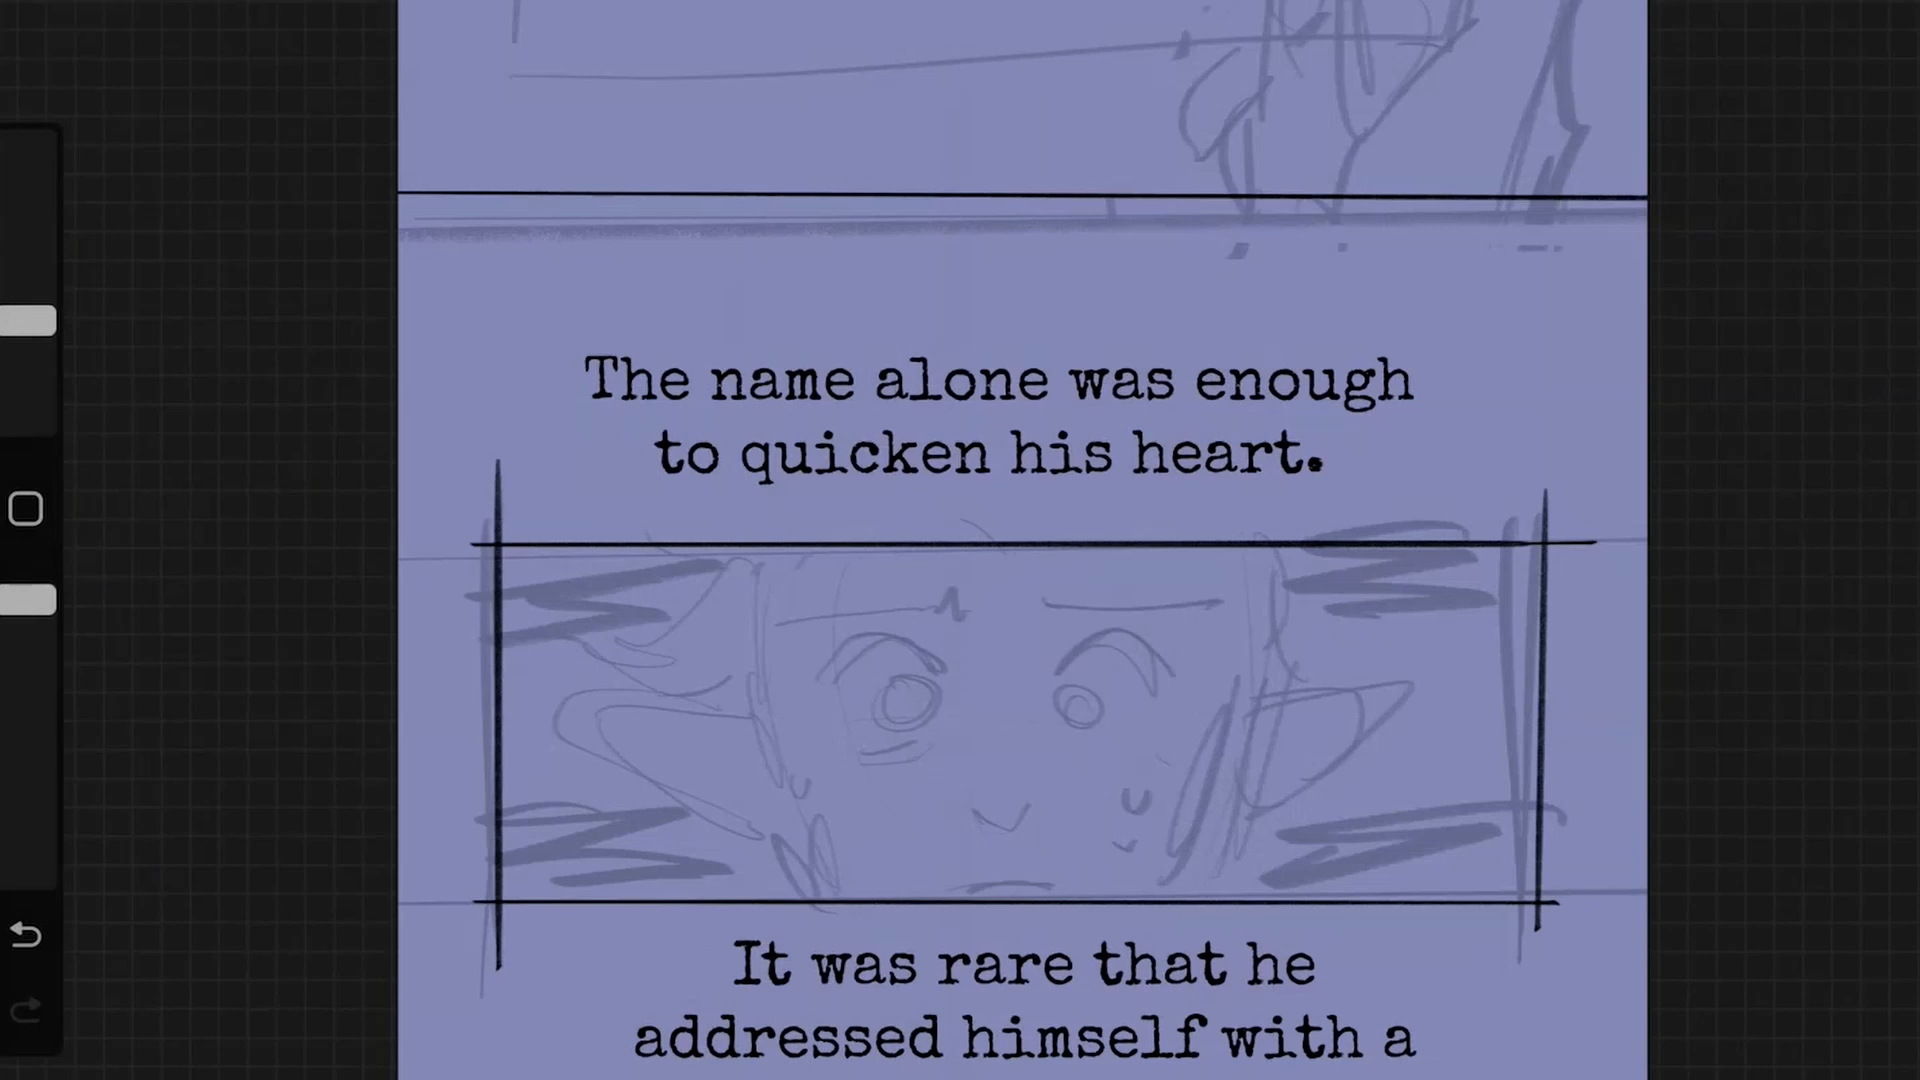 The name alone was enough
to quicken his heart.
It was rare that he
addressed himself with a